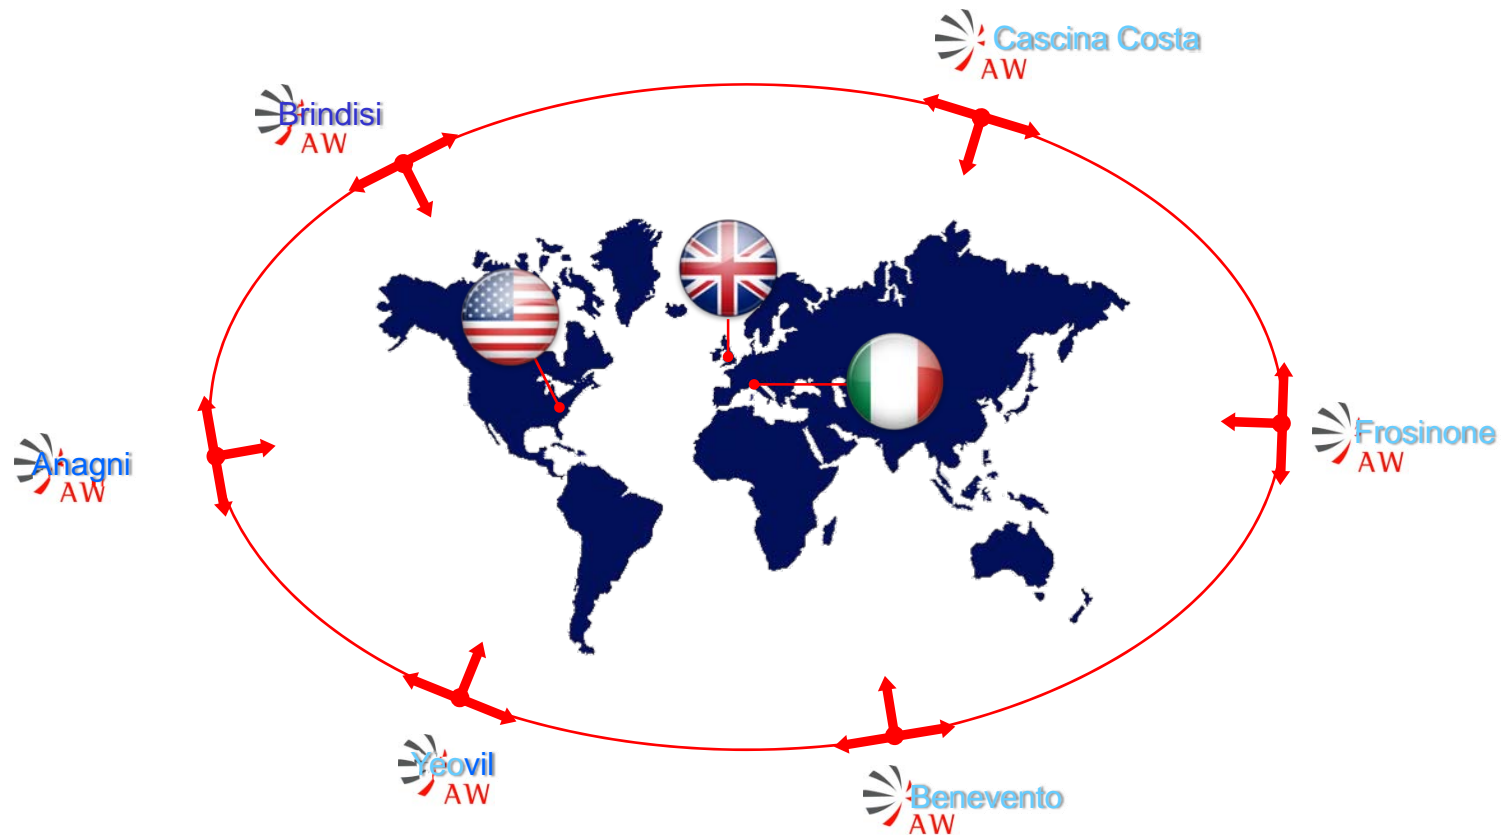 Cascina Costa
AW
Brindisi
AW
Frosinone
AW
Anagni
AW
Yeovil
AW
Benevento
AW